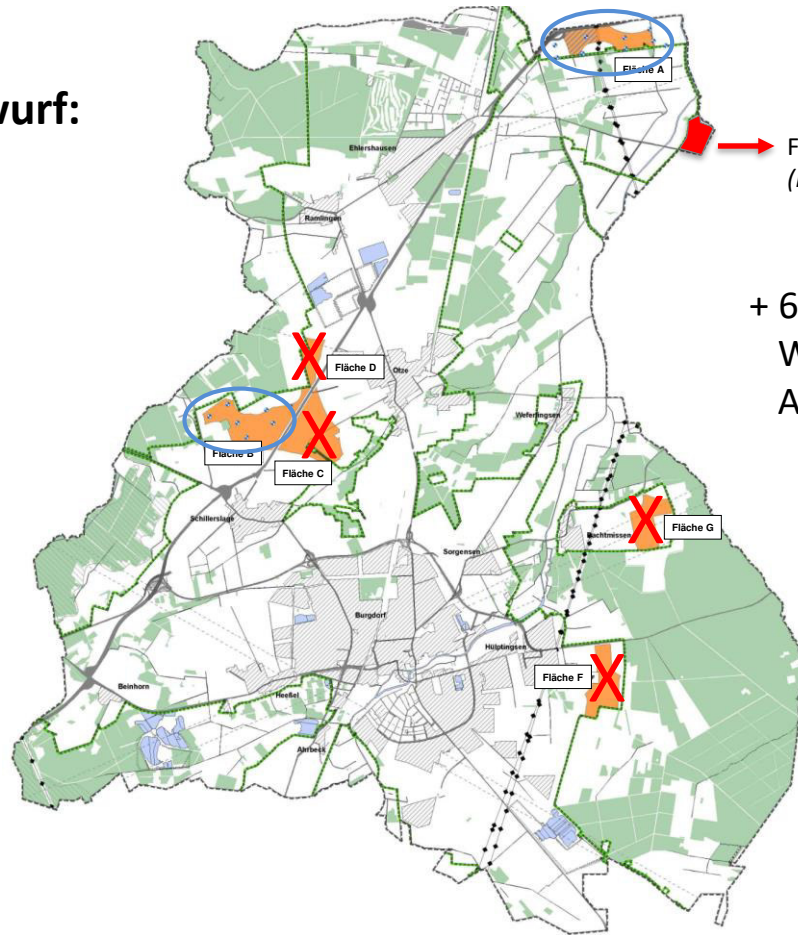 wurf:
Fläche A
F
(
Ehlershausen
Ramlingen
+ 6
W
A
Fläche D
Otze
Weferlingsen
Fläche B
Fläche C
Schillerslage
Fläche G
Sorgensen
Burgdorf
Hülptingsen
Fläche F
Beinhorn
Heeßel
Ahrbeck